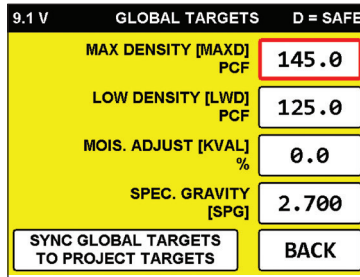 9.1 V GLOBAL TARGETS D = SAFE
MAX DENSITY [MAXD]
PCF
145.0
LOW DENSITY [LWD]
PCF
125.0
MOIS. ADJUST [KVAL]
%
0.0
SPEC. GRAVITY
[SPG]
2.700
SYNC GLOBAL TARGETS
TO PROJECT TARGETS
BACK